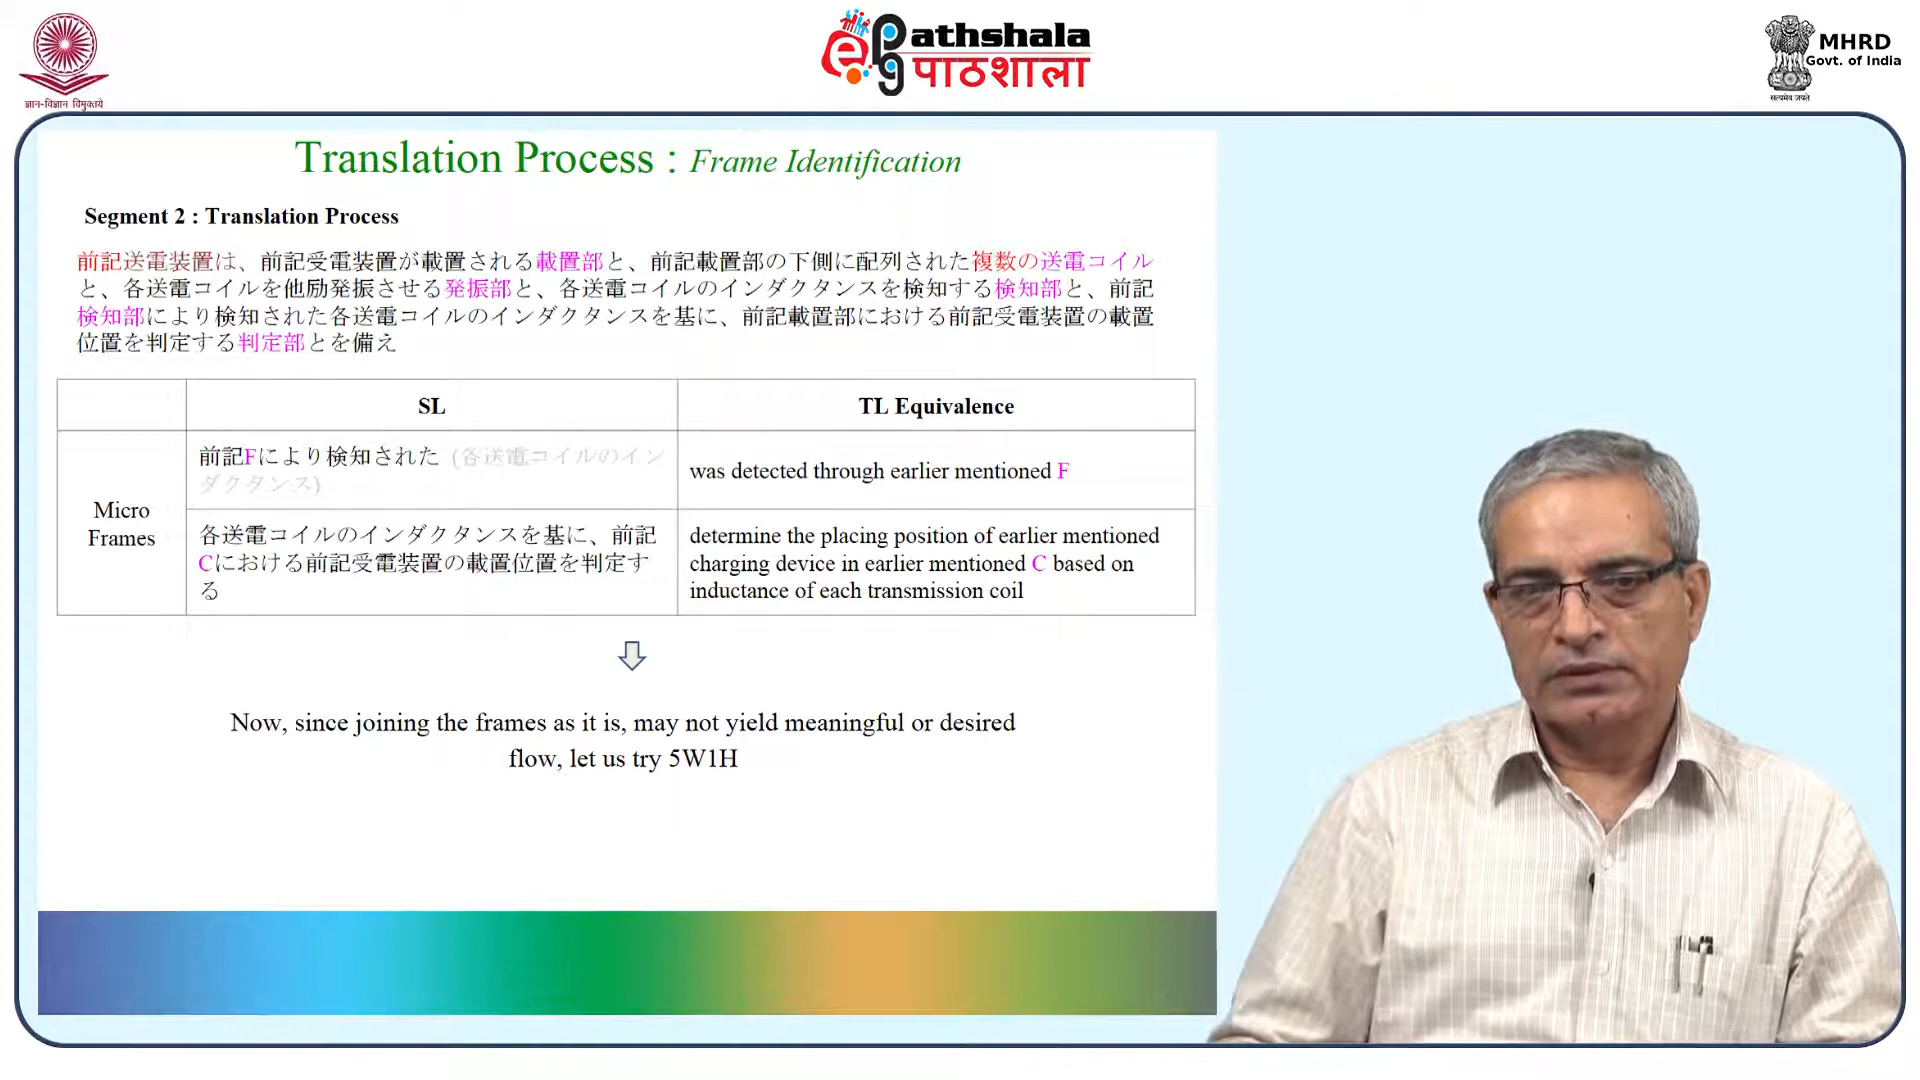 ज्ञान-विज्ञान विमुक्तये
ePathshala
पाठशाला
MHRD
Govt. of India
सत्यमेव जयते
Translation Process : Frame Identification
Segment 2 : Translation Process
前記送電装置は、前記受電装置が載置される載置部と、前記載置部の下側に配列された複数の送電コイル
と、各送電コイルを他励発振させる発振部と、各送電コイルのインダクタンスを検知する検知部と、前記
検知部により検知された各送電コイルのインダクタンスを基に、前記載置部における前記受電装置の載置
位置を判定する判定部とを備え
SL
TL Equivalence
Micro
Frames
前記Fにより検知された (各送電コイルのイン
ダクタンス)
was detected through earlier mentioned F
各送電コイルのインダクタンスを基に、前記
Cにおける前記受電装置の載置位置を判定す
る
determine the placing position of earlier mentioned
charging device in earlier mentioned C based on
inductance of each transmission coil
Now, since joining the frames as it is, may not yield meaningful or desired
flow, let us try 5W1H